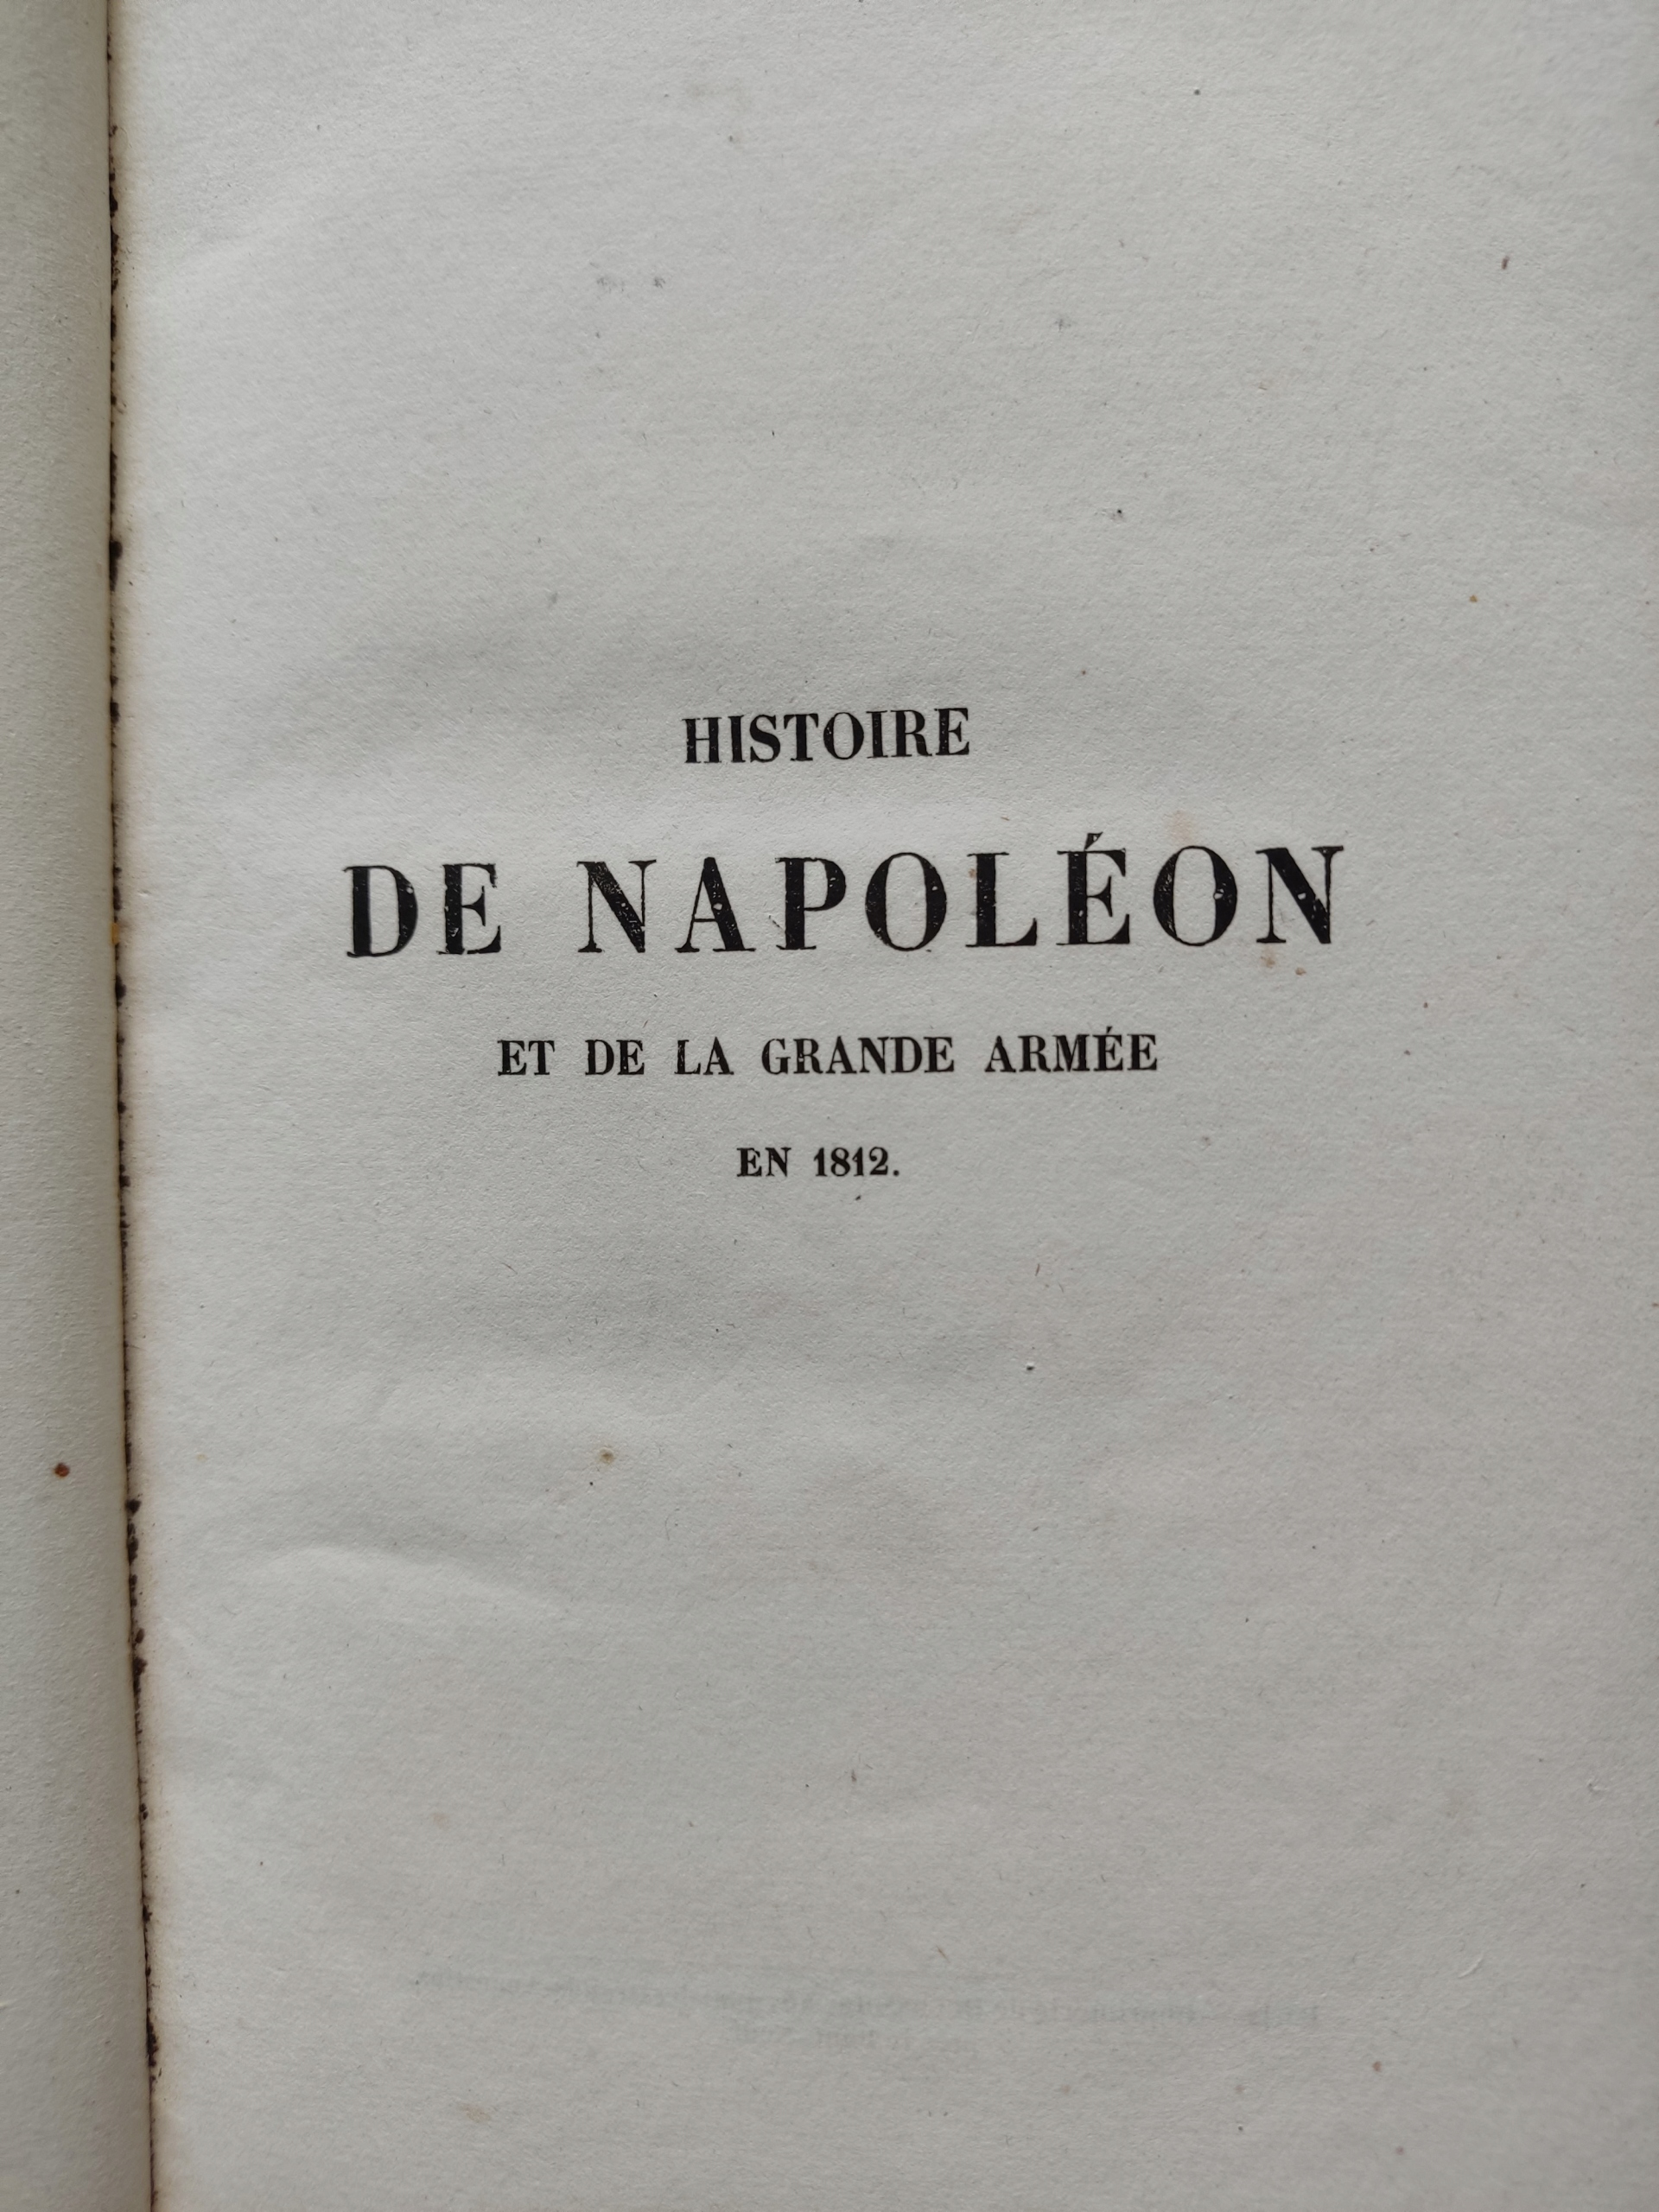 HISTOIRE
DE NAPOLÉON
ET DE LA GRANDE ARMÉE
EN 1812.